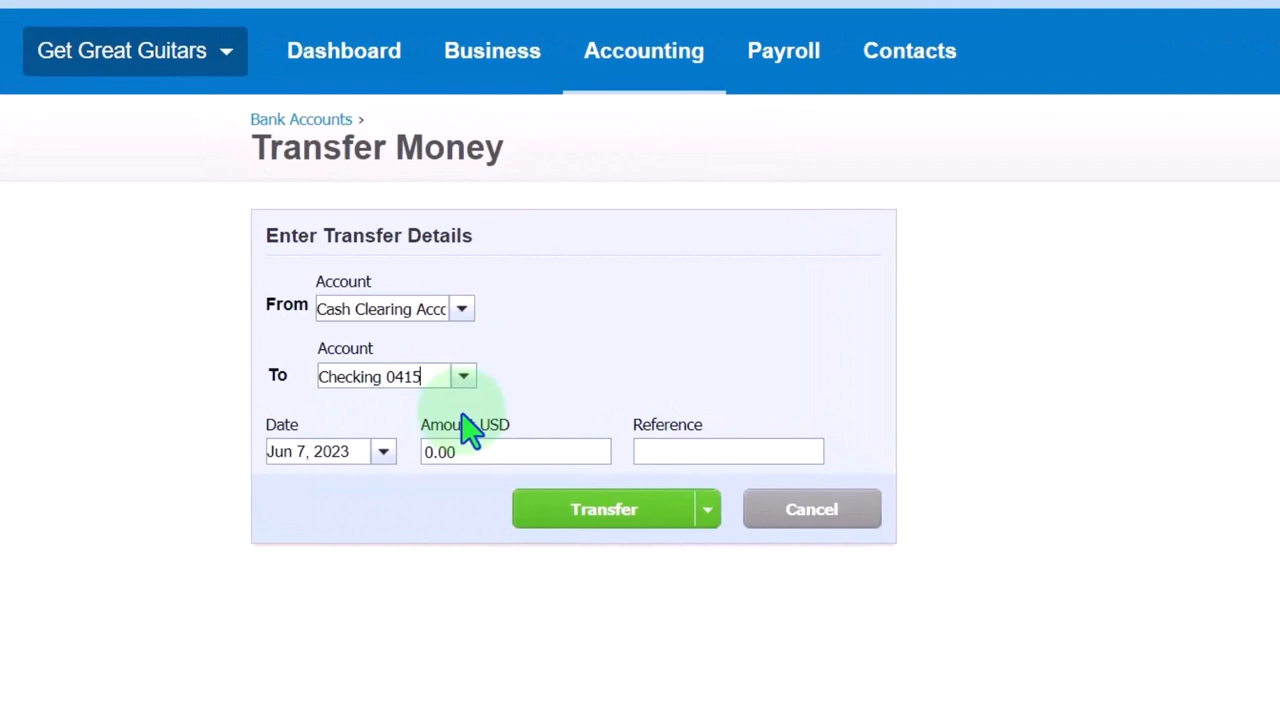 Get Great Guitars Dashboard Business Accounting Payroll Contacts
Bank Accounts ›
Transfer Money
Enter Transfer Details
Account
From Cash Clearing Acco
Account
To Checking 0415
Date Amount USD Reference
Jun 7, 2023 0.00
Transfer Cancel